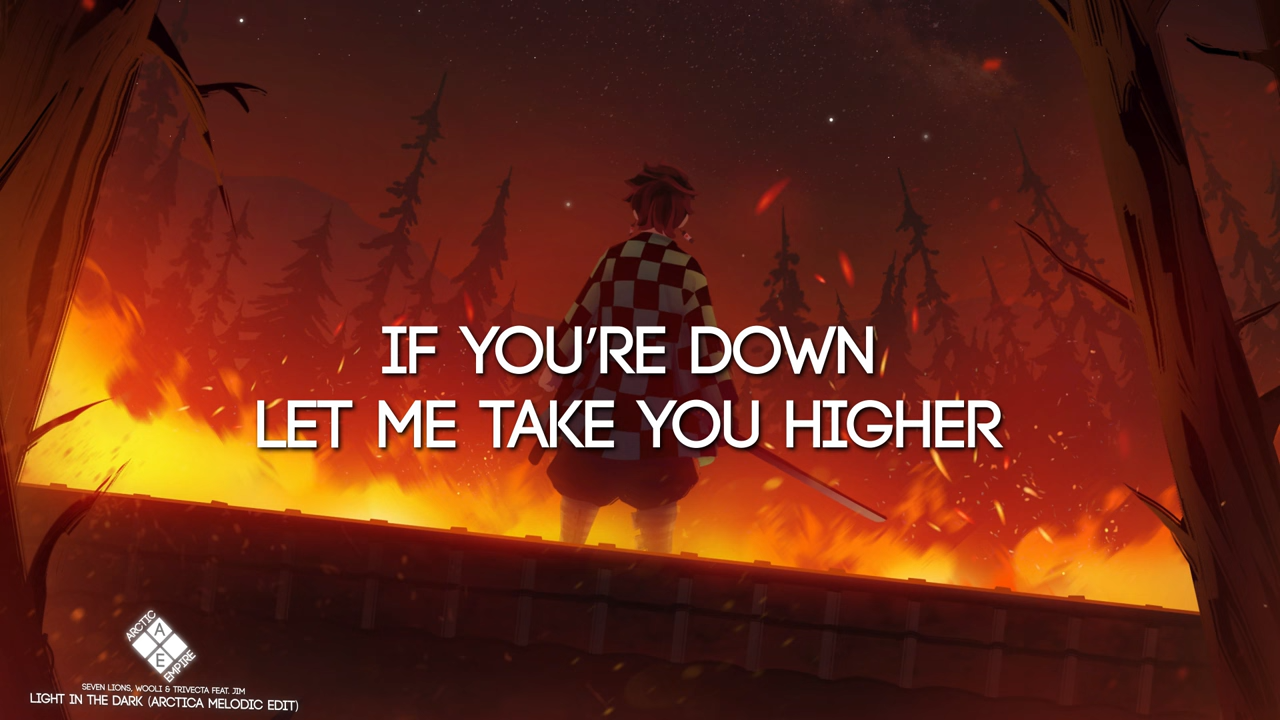 IF YOU'RE DOWN
LET ME TAKE YOU HIGHER
ARCTIC
A
E
EMPIRE
SEVEN LIONS, WOOLI & TRIVECTA FEAT. JIM
LIGHT IN THE DARK (ARCTICA MELODIC EDIT)